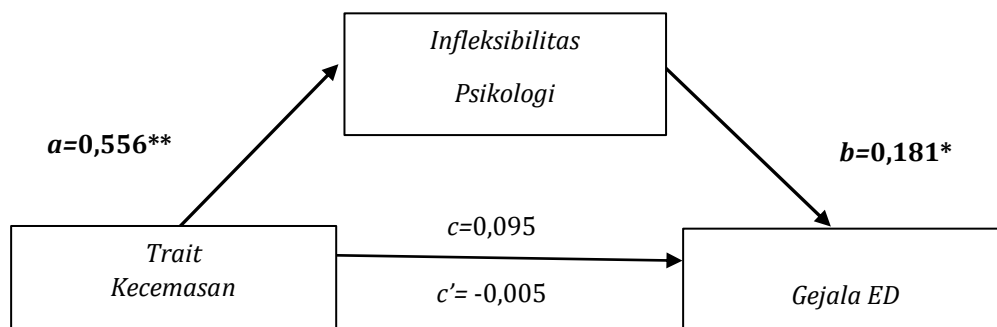 Infleksibilitas
Psikologi
a=0,556**
b=0,181*
c=0,095
Trait
Kecemasan
c’= -0,005
Gejala ED